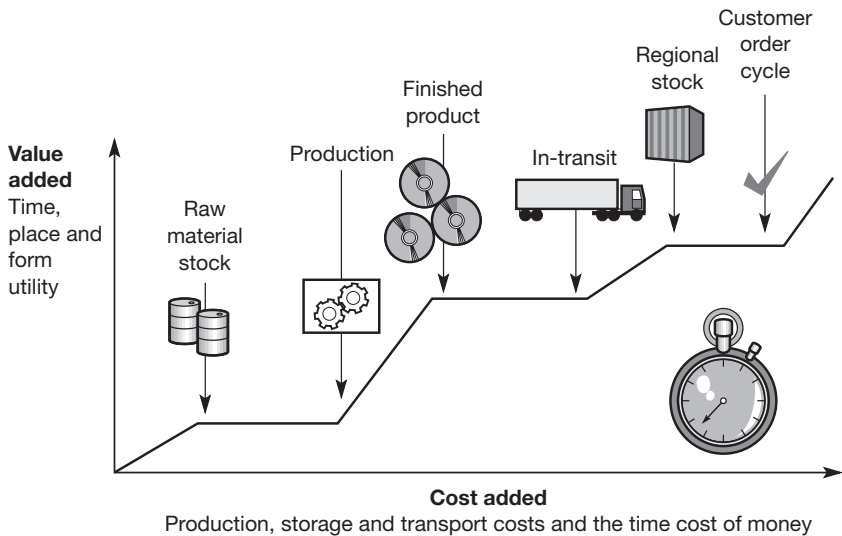 Customer
order
cycle
Regional
stock
Finished
product
In-transit
Production
Value
added
Time,
place and
form
utility
Raw
material
stock
Cost added
Production, storage and transport costs and the time cost of money